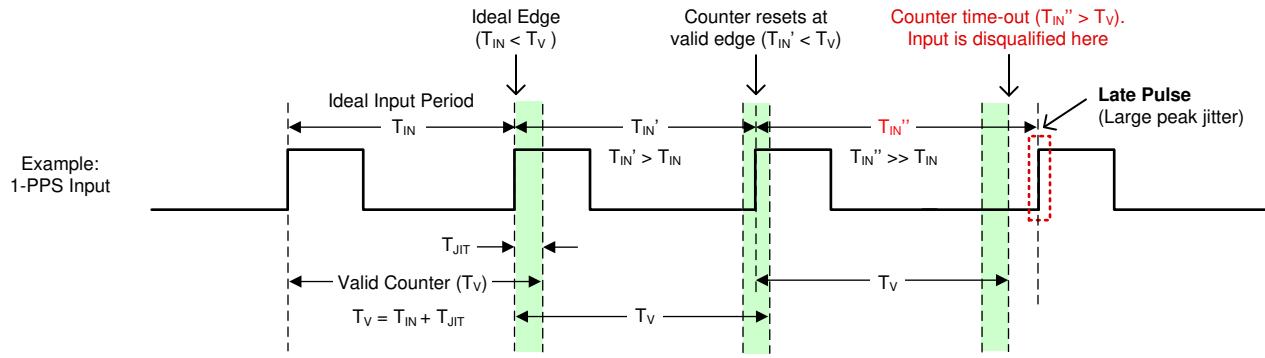 Ideal Edge
(T_IN < T_V )
Counter resets at
valid edge (T_IN' < T_V)
Counter time-out (T_IN'' > T_V).
Input is disqualified here
Ideal Input Period
Late Pulse
(Large peak jitter)
T_IN
T_IN'
T_IN''
Example:
1-PPS Input
T_IN' > T_IN
T_IN'' >> T_IN
T_JIT
Valid Counter (T_V)
T_V
T_V = T_IN + T_JIT
T_V